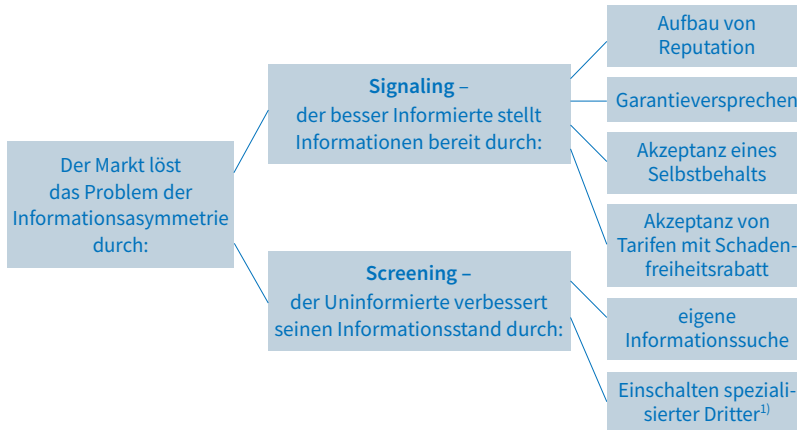 Der Markt löst
das Problem der
Informationsasymmetrie
durch:
Signaling –
der besser Informierte stellt
Informationen bereit durch:
Aufbau von
Reputation
Garantieversprechen
Akzeptanz eines
Selbstbehalts
Akzeptanz von
Tarifen mit Schaden-
freiheitsrabatt
Screening –
der Uninformierte verbessert
seinen Informationsstand durch:
eigene
Informationssuche
Einschalten speziali-
sierter Dritter¹⁾